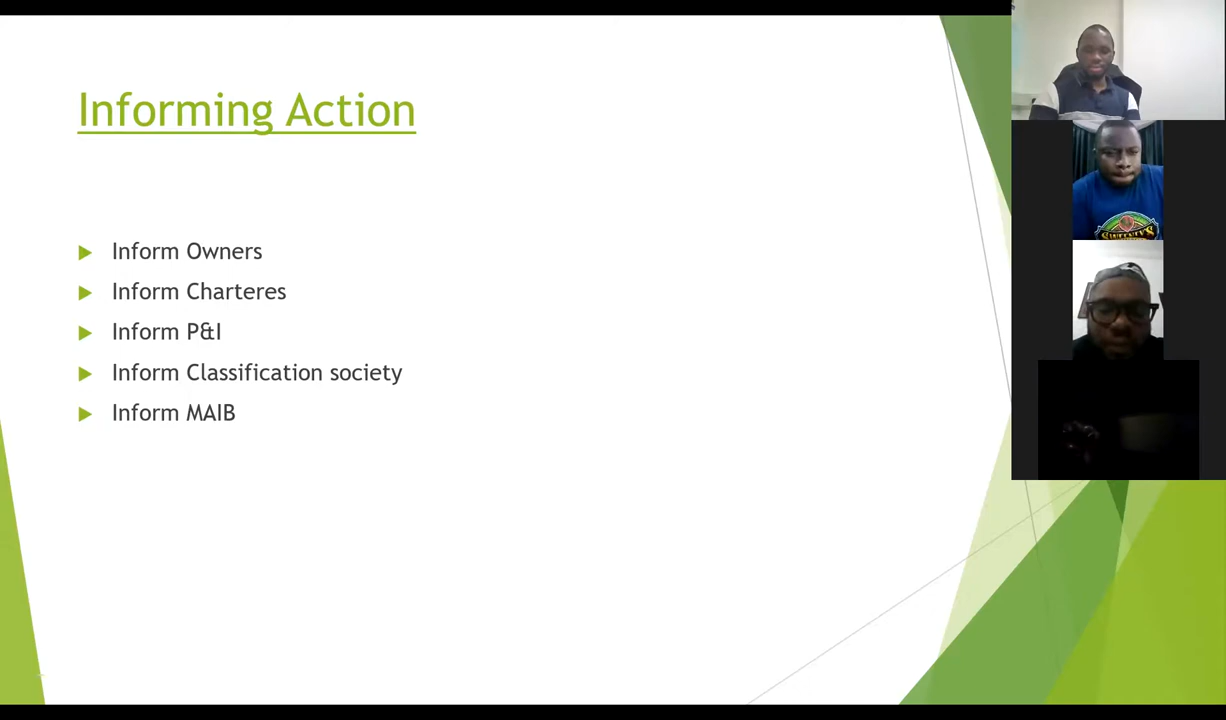 Informing Action
Inform Owners
Inform Charteres
Inform P&I
Inform Classification society
Inform MAIB